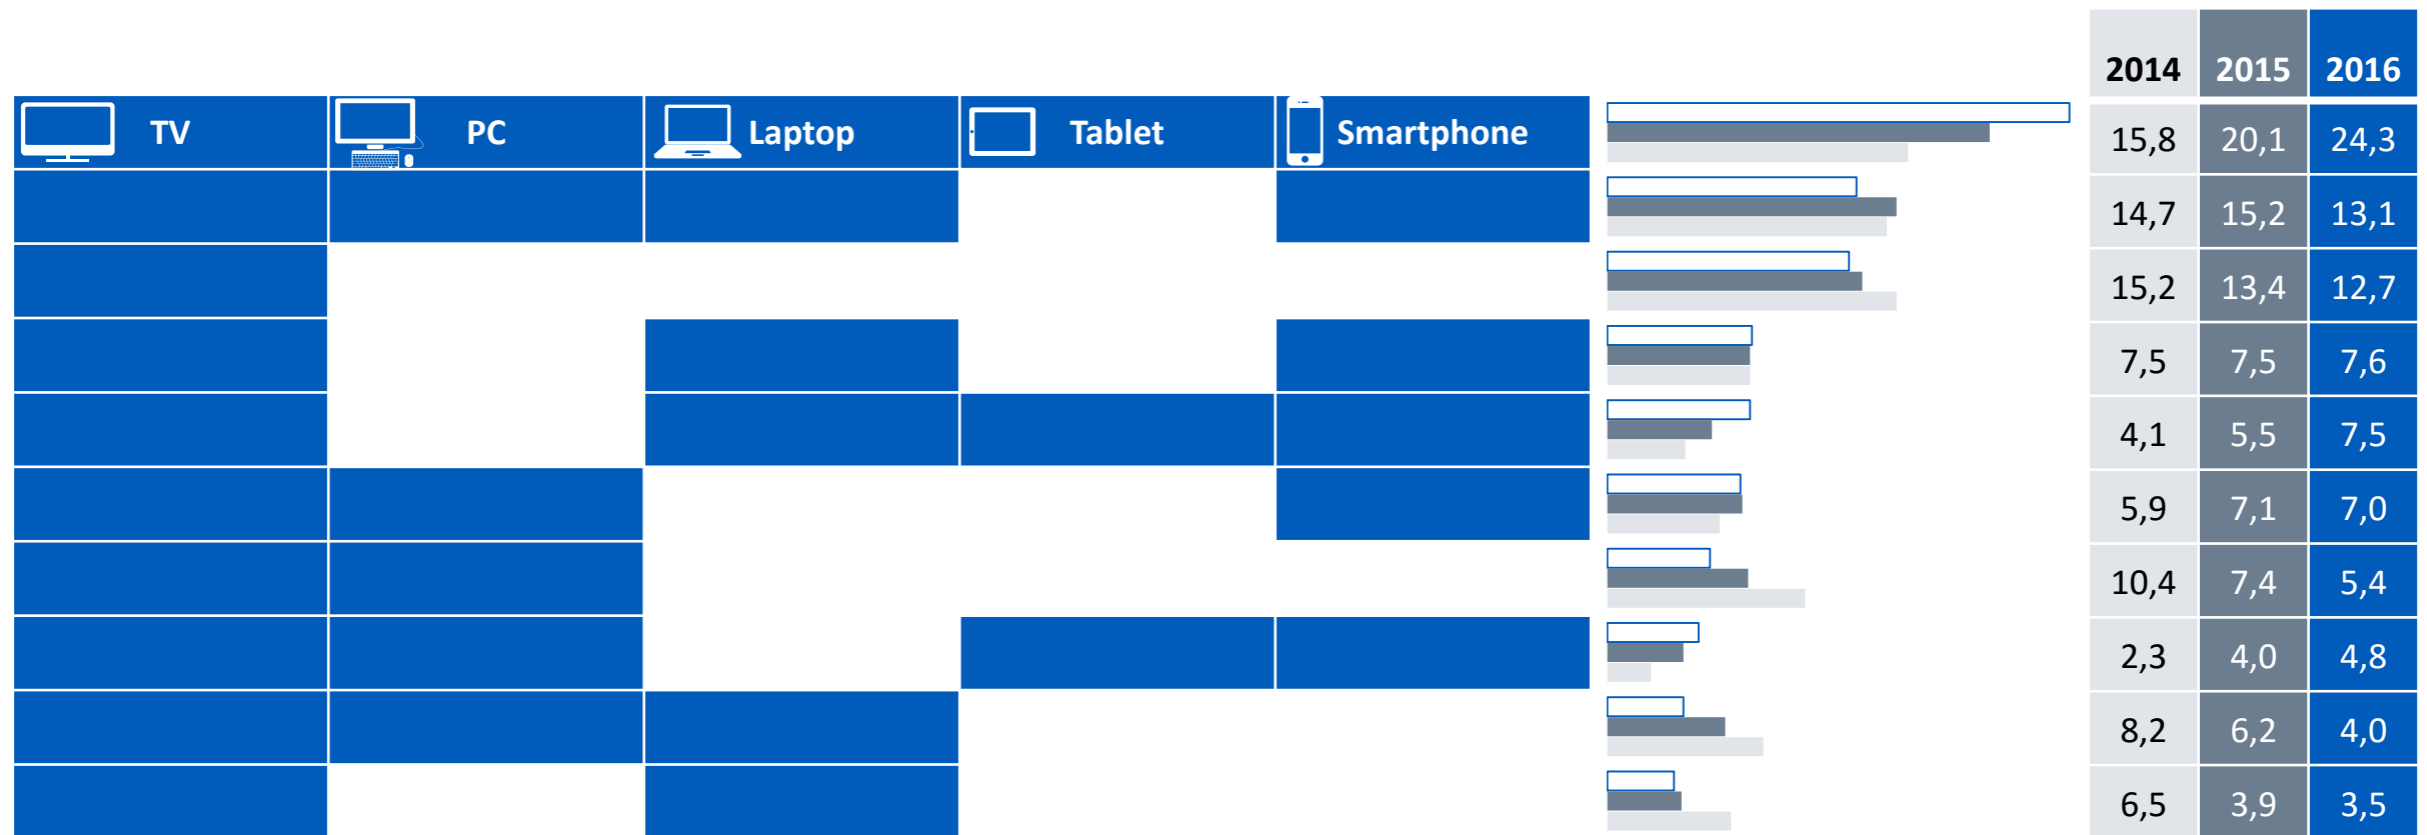 2014 2015 2016
TV PC Laptop Tablet Smartphone 15,8 20,1 24,3
14,7 15,2 13,1
15,2 13,4 12,7
7,5 7,5 7,6
4,1 5,5 7,5
5,9 7,1 7,0
10,4 7,4 5,4
2,3 4,0 4,8
8,2 6,2 4,0
6,5 3,9 3,5